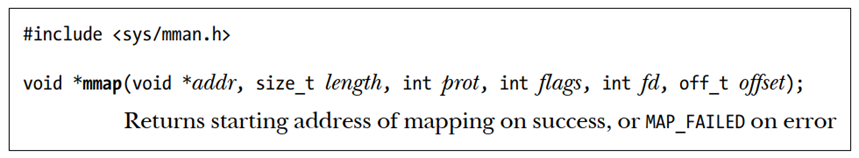 #include <sys/mman.h>
void *mmap(void *addr, size_t length, int prot, int flags, int fd, off_t offset);
Returns starting address of mapping on success, or MAP_FAILED on error